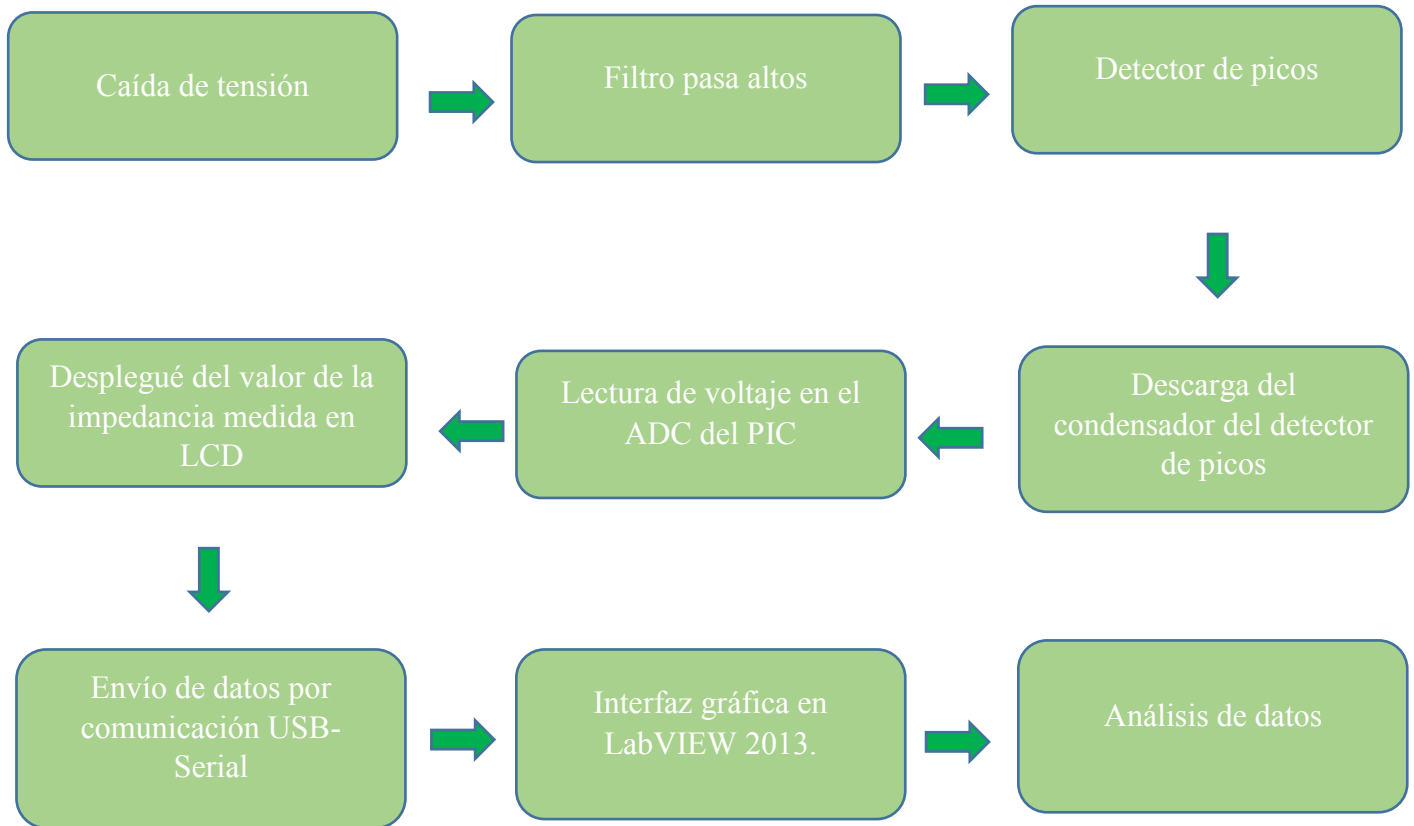 Caída de tensión
Filtro pasa altos
Detector de picos
Descarga del
condensador del detector
de picos
Lectura de voltaje en el
ADC del PIC
Desplegué del valor de la
impedancia medida en
LCD
Envío de datos por
comunicación USB-
Serial
Interfaz gráfica en
LabVIEW 2013.
Análisis de datos